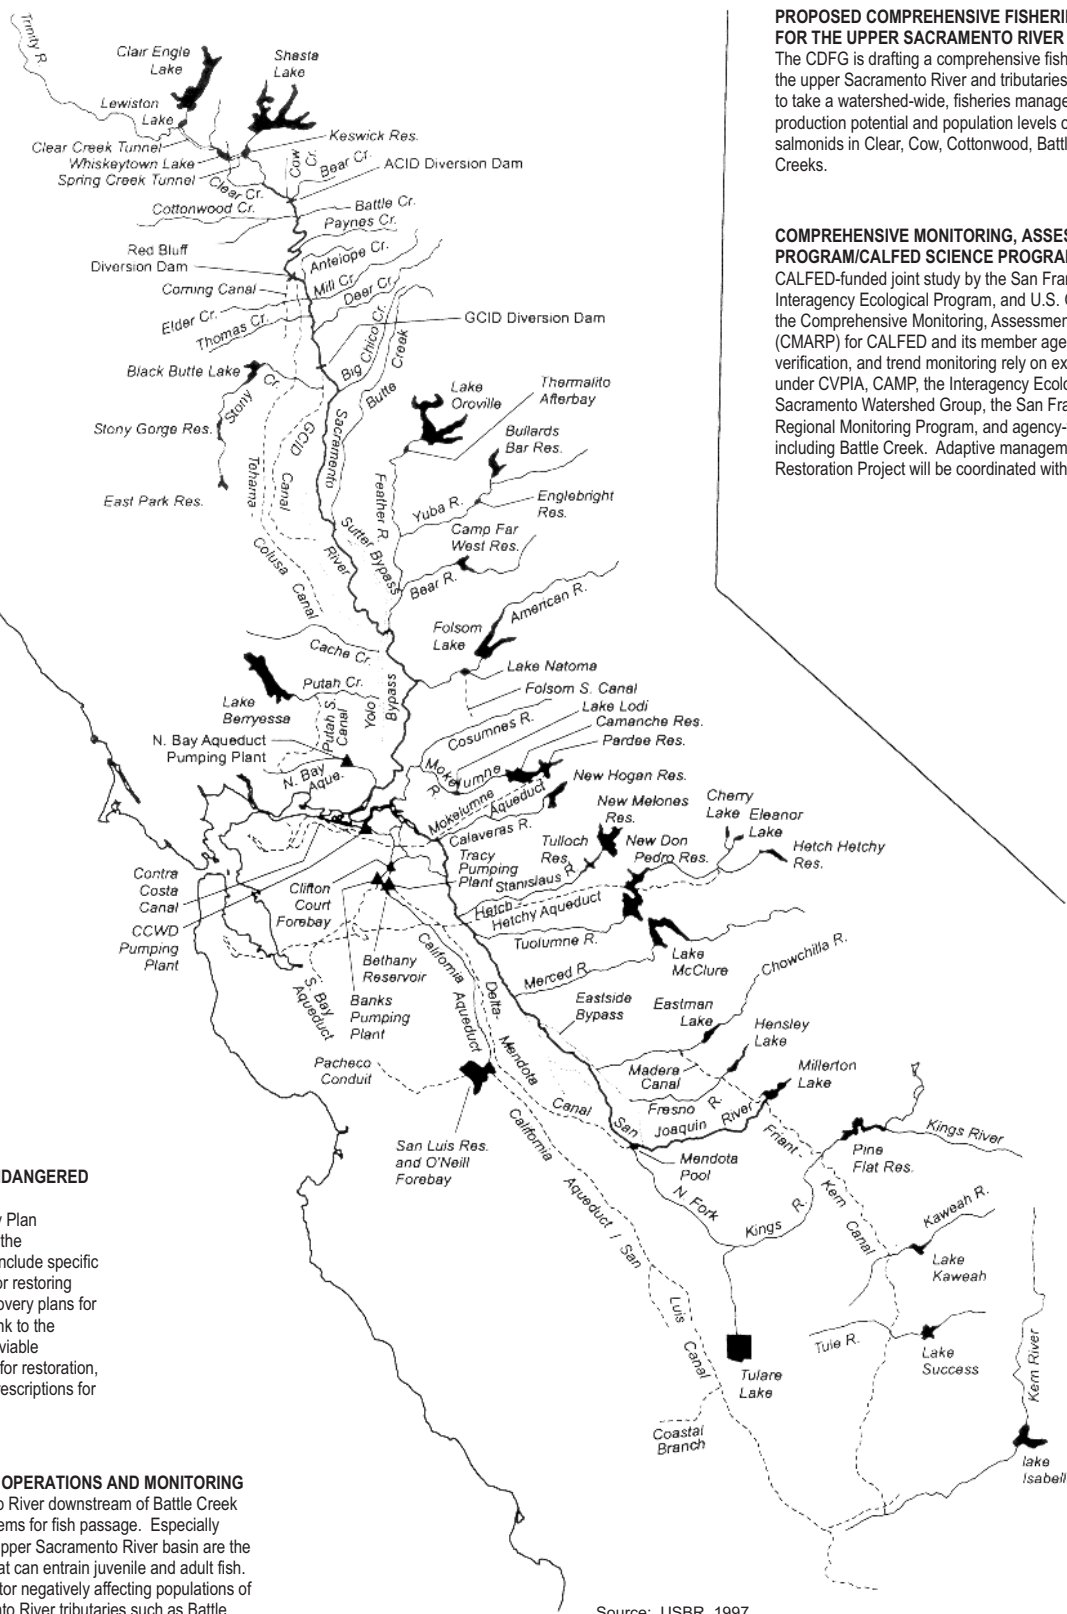 PROPOSED COMPREHENSIVE FISHERI
FOR THE UPPER SACRAMENTO RIVER
The CDFG is drafting a comprehensive fish
the upper Sacramento River and tributaries
to take a watershed-wide, fisheries manage
production potential and population levels o
salmonids in Clear, Cow, Cottonwood, Battl
Creeks.
COMPREHENSIVE MONITORING, ASSES
PROGRAM/CALFED SCIENCE PROGRA
CALFED-funded joint study by the San Fran
Interagency Ecological Program, and U.S. G
the Comprehensive Monitoring, Assessmen
(CMARP) for CALFED and its member age
verification, and trend monitoring rely on ex
under CVPIA, CAMP, the Interagency Ecolo
Sacramento Watershed Group, the San Fra
Regional Monitoring Program, and agency-
including Battle Creek. Adaptive managem
Restoration Project will be coordinated with
Trinity R.
Clair Engle
Lake
Shasta
Lake
Lewiston
Lake
Clear Creek Tunnel
Whiskeytown Lake
Spring Creek Tunnel
Keswick Res.
Cow
Cr.
Bear Cr.
ACID Diversion Dam
Clear Cr.
Cottonwood Cr.
Battle Cr.
Paynes Cr.
Red Bluff
Diversion Dam
Antelope Cr.
Mill Cr.
Deer Cr.
Corning Canal
Elder Cr.
Thomas Cr.
Big Chico Cr.
Butte Creek
GCID Diversion Dam
Black Butte Lake
Stony Cr.
Stony Gorge Res.
East Park Res.
Tehama-
Colusa Canal
GCID Canal
Sacramento
River
Lake
Oroville
Thermalito
Afterbay
Bullards
Bar Res.
Feather R.
Yuba R.
Englebright
Res.
Sutter Bypass
Camp Far
West Res.
Bear R.
American R.
Folsom
Lake
Cache Cr.
Lake Natoma
Folsom S. Canal
Putah Cr.
Lake
Berryessa
Putah S.
Canal
Yolo
Bypass
Lake Lodi
Cosumnes R.
Camanche Res.
Pardee Res.
N. Bay Aqueduct
Pumping Plant
N. Bay
Aque.
Mokelumne
R.
New Hogan Res.
Mokelumne
Aqueduct
Calaveras R.
New Melones
Res.
Cherry
Lake
Eleanor
Lake
Tulloch
Res.
New Don
Pedro Res.
Hetch Hetchy
Res.
Tracy
Pumping
Plant
Stanislaus R.
Contra
Costa
Canal
Clifton
Court
Forebay
Hetch
Hetchy Aqueduct
CCWD
Pumping
Plant
Tuolumne R.
Bethany
Reservoir
California
Aqueduct
Merced R.
Lake
McClure
Chowchilla R.
S. Bay
Aqueduct
Banks
Pumping
Plant
Delta-
Mendota
Canal
Eastside
Bypass
Eastman
Lake
Hensley
Lake
Pacheco
Conduit
Madera
Canal
Millerton
Lake
Fresno R.
San
Joaquin River
San Luis Res.
and O'Neill
Forebay
California
Aqueduct / San
Luis
Canal
Mendota
Pool
Friant-
Kern
Canal
Pine
Flat Res.
Kings River
N. Fork
Kings R.
Kaweah R.
Lake
Kaweah
Tule R.
Lake
Success
Tulare
Lake
Kern River
Coastal
Branch
lake
Isabell
NDANGERED
y Plan
the
nclude specific
or restoring
overy plans for
nk to the
viable
for restoration,
rescriptions for
OPERATIONS AND MONITORING
o River downstream of Battle Creek
ems for fish passage. Especially
upper Sacramento River basin are the
at can entrain juvenile and adult fish.
tor negatively affecting populations of
nto River tributaries such as Battle
Source: USBR 1997